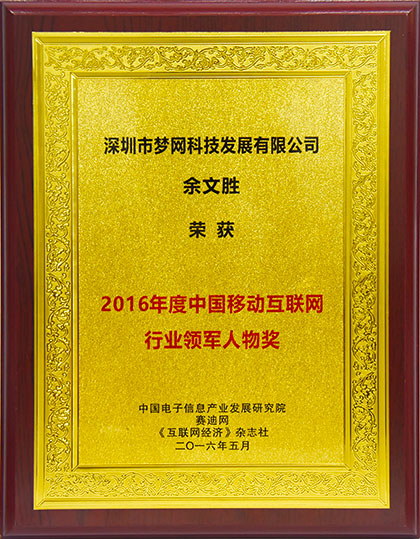 深圳市梦网科技发展有限公司
余文胜
荣获
2016年度中国移动互联网
行业领军人物奖
中国电子信息产业发展研究院
赛迪网
《互联网经济》杂志社
二〇一六年五月